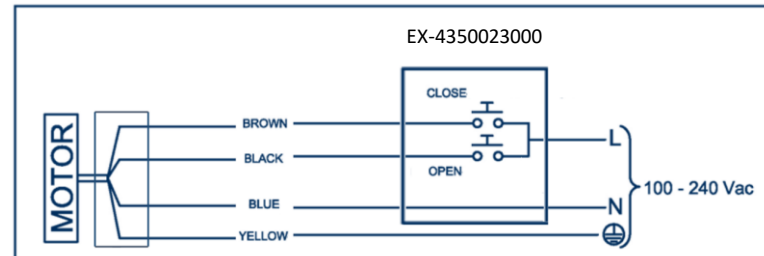 EX-4350023000
CLOSE
BROWN
L
MOTOR
BLACK
OPEN
100 - 240 Vac
BLUE
N
YELLOW